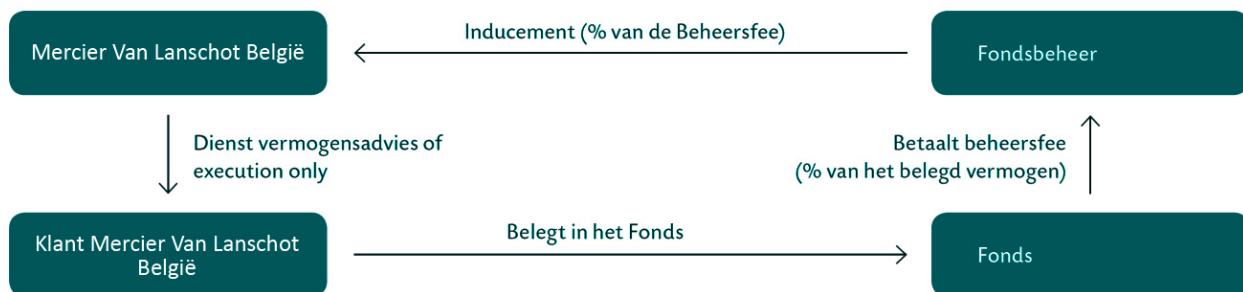 Mercier Van Lanschot België
Inducement (% van de Beheersfee)
Fondsbeheer
Dienst vermogensadvies of
execution only
Betaalt beheersfee
(% van het belegd vermogen)
Klant Mercier Van Lanschot
België
Belegt in het Fonds
Fonds